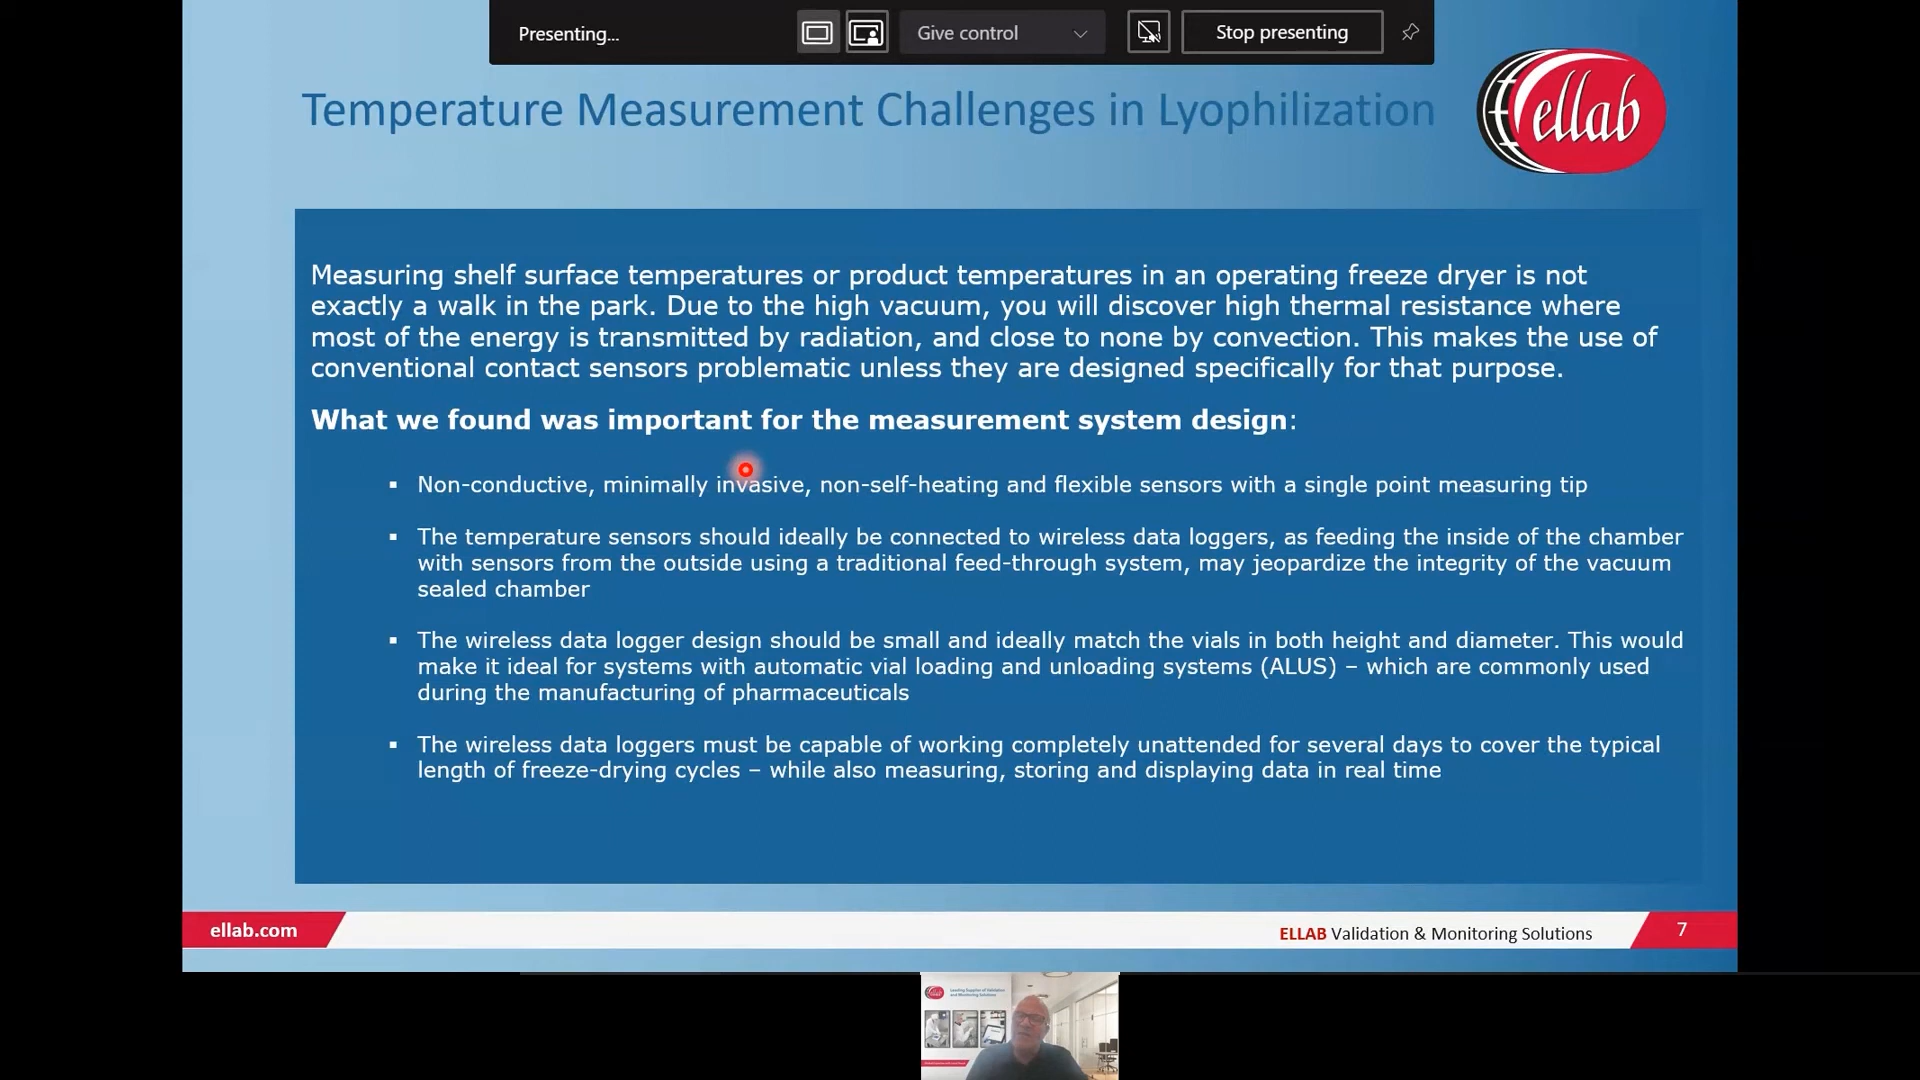 Presenting...
Give control
Stop presenting
Temperature Measurement Challenges in Lyophilization
ellab
Measuring shelf surface temperatures or product temperatures in an operating freeze dryer is not
exactly a walk in the park. Due to the high vacuum, you will discover high thermal resistance where
most of the energy is transmitted by radiation, and close to none by convection. This makes the use of
conventional contact sensors problematic unless they are designed specifically for that purpose.
What we found was important for the measurement system design:
▪ Non-conductive, minimally invasive, non-self-heating and flexible sensors with a single point measuring tip
▪ The temperature sensors should ideally be connected to wireless data loggers, as feeding the inside of the chamber
with sensors from the outside using a traditional feed-through system, may jeopardize the integrity of the vacuum
sealed chamber
▪ The wireless data logger design should be small and ideally match the vials in both height and diameter. This would
make it ideal for systems with automatic vial loading and unloading systems (ALUS) – which are commonly used
during the manufacturing of pharmaceuticals
▪ The wireless data loggers must be capable of working completely unattended for several days to cover the typical
length of freeze-drying cycles – while also measuring, storing and displaying data in real time
ellab.com
ELLAB Validation & Monitoring Solutions
7
ellab
Leading Supplier of Validation
and Monitoring Solutions